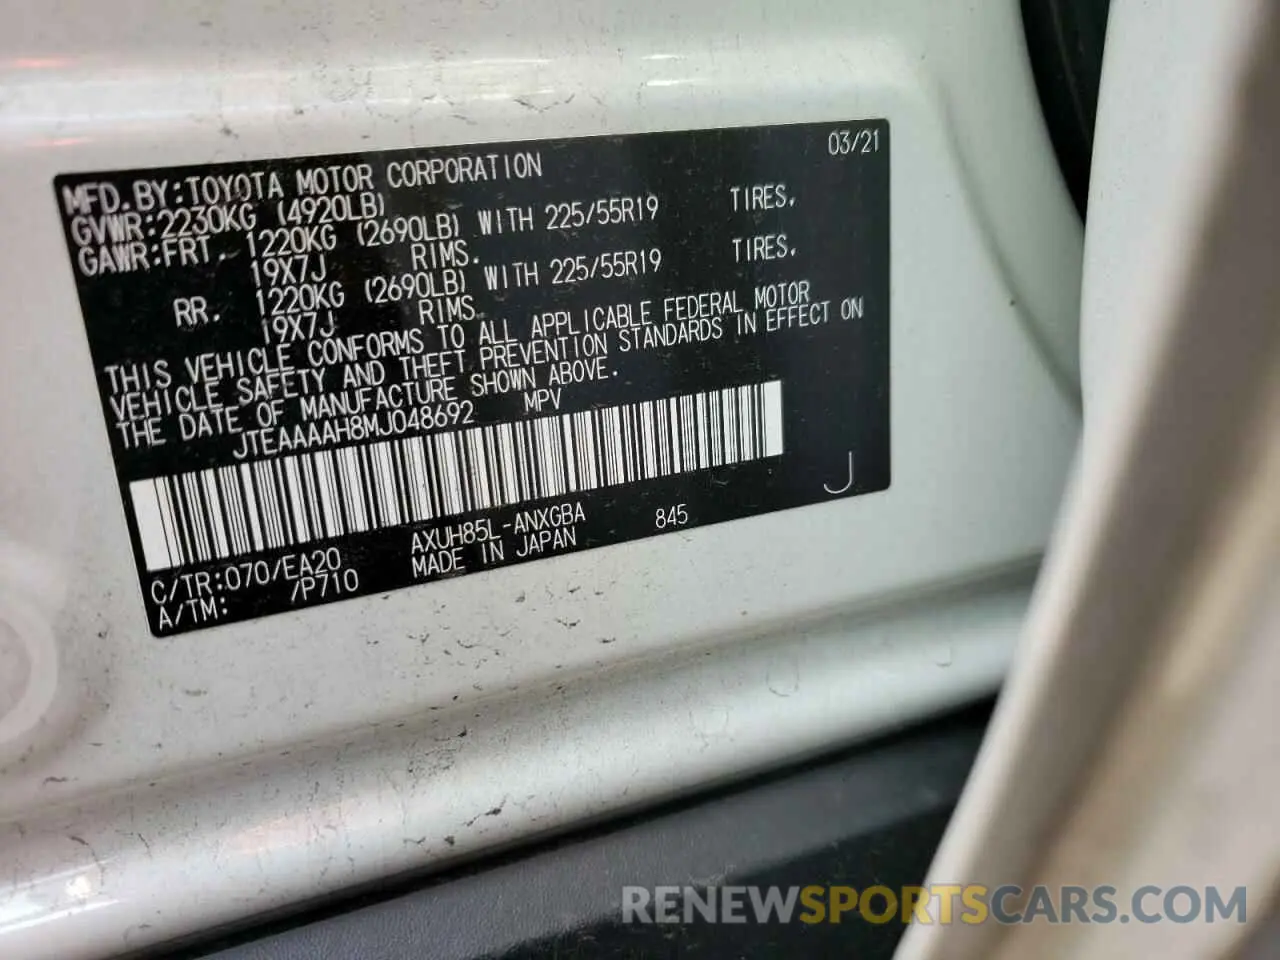 03/21
MFD.BY:TOYOTA MOTOR CORPORATION
GVWR:2230KG (4920LB)
GAWR:FRT. 1220KG (2690LB) WITH 225/55R19 TIRES,
19X7J RIMS.
RR. 1220KG (2690LB) WITH 225/55R19 TIRES,
19X7J RIMS.
THIS VEHICLE CONFORMS TO ALL APPLICABLE FEDERAL MOTOR
VEHICLE SAFETY AND THEFT PREVENTION STANDARDS IN EFFECT ON
THE DATE OF MANUFACTURE SHOWN ABOVE.
JTEAAAAH8MJ048692 MPV
J
C/TR:070/EA20 AXUH85L-ANXGBA 845
A/TM: /P710 MADE IN JAPAN
RENEWSPORTSCARS.COM